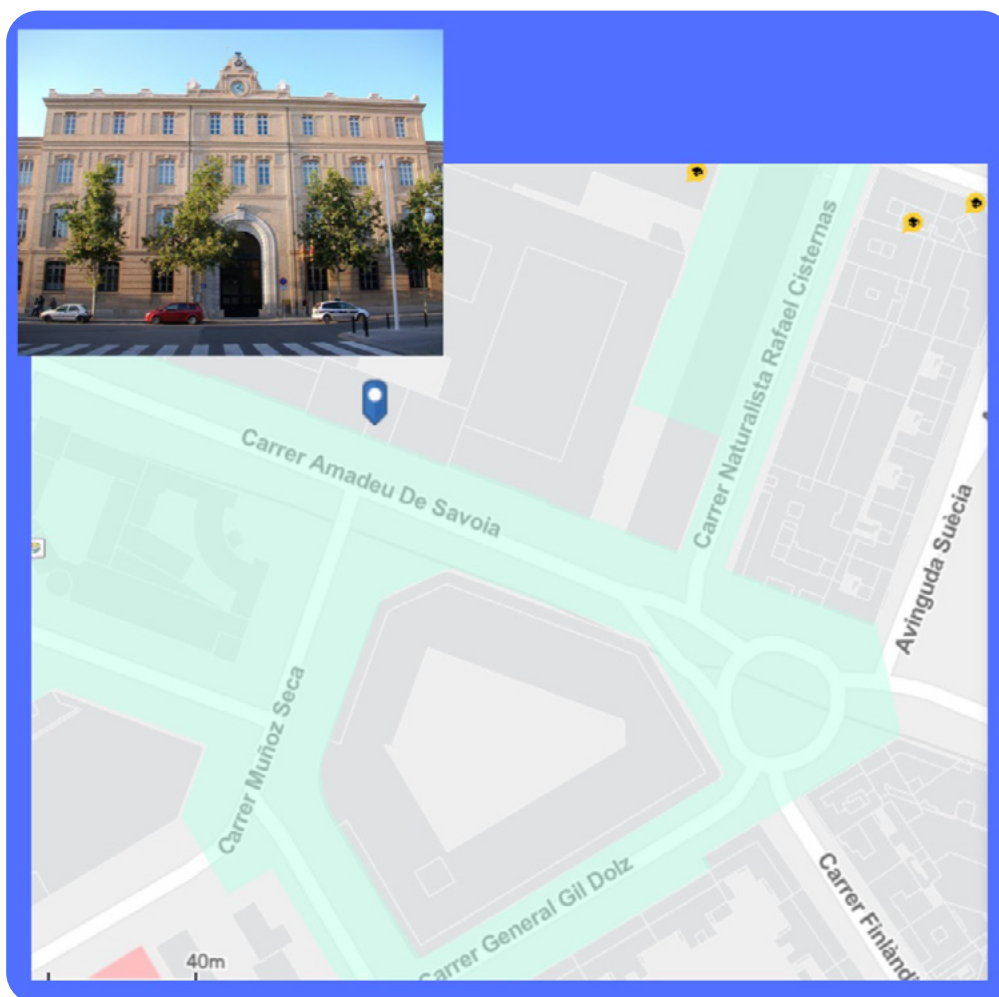 Carrer Naturalista Rafael Cisternas
Carrer Amadeu De Savoia
Avinguda Suècia
Carrer Muñoz Seca
Carrer General Gil Dolz
Carrer Finlàndi
40m